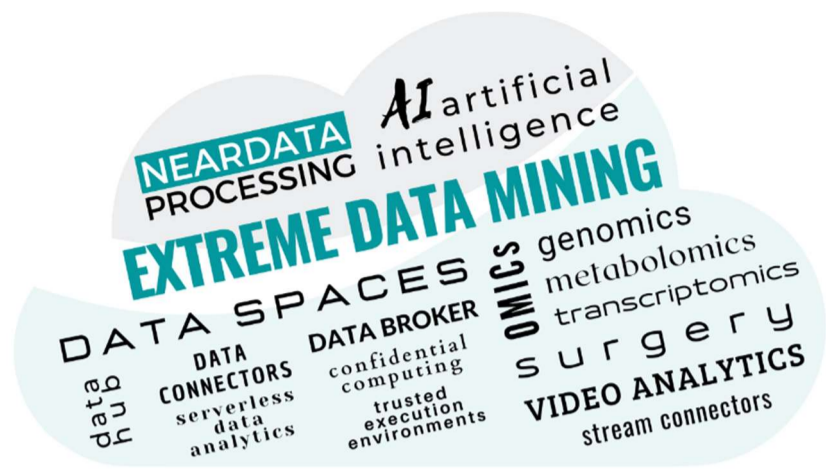 AI artificial
intelligence
NEARDATA
PROCESSING
EXTREME DATA MINING
DATA SPACES
data
hub
DATA
CONNECTORS
serverless
data
analytics
DATA BROKER
confidential
computing
trusted
execution
environments
OMICS
genomics
metabolomics
transcriptomics
surgery
VIDEO ANALYTICS
stream connectors